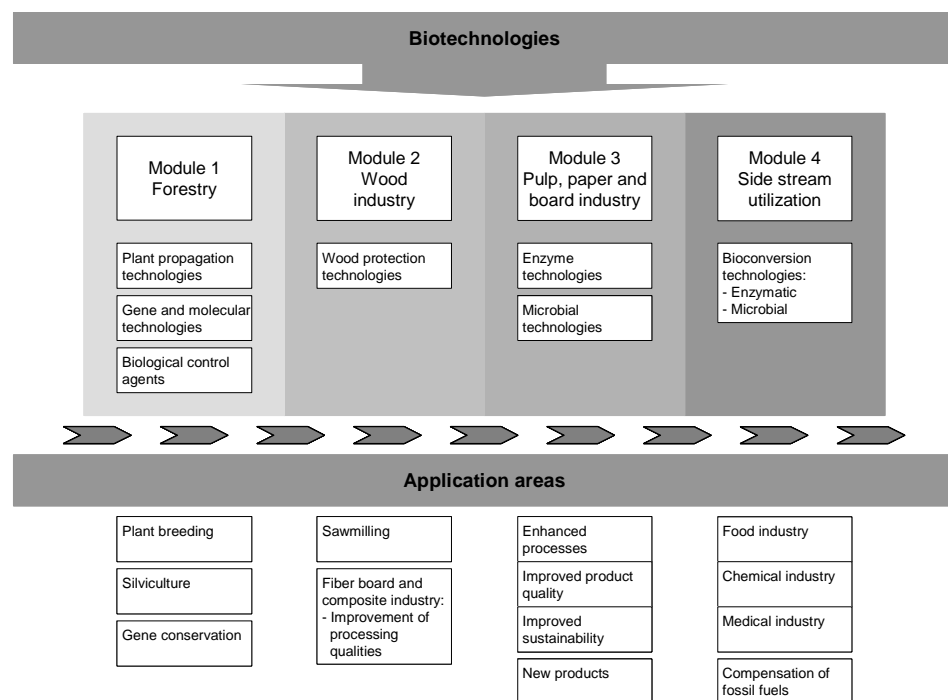 Biotechnologies
Module 1
Forestry
Module 2
Wood
industry
Module 3
Pulp, paper and
board industry
Module 4
Side stream
utilization
Plant propagation
technologies
Gene and molecular
technologies
Biological control
agents
Wood protection
technologies
Enzyme
technologies
Microbial
technologies
Bioconversion
technologies:
- Enzymatic
- Microbial
Application areas
Plant breeding
Silviculture
Gene conservation
Sawmilling
Fiber board and
composite industry:
- Improvement of
processing
qualities
Enhanced
processes
Improved product
quality
Improved
sustainability
New products
Food industry
Chemical industry
Medical industry
Compensation of
fossil fuels